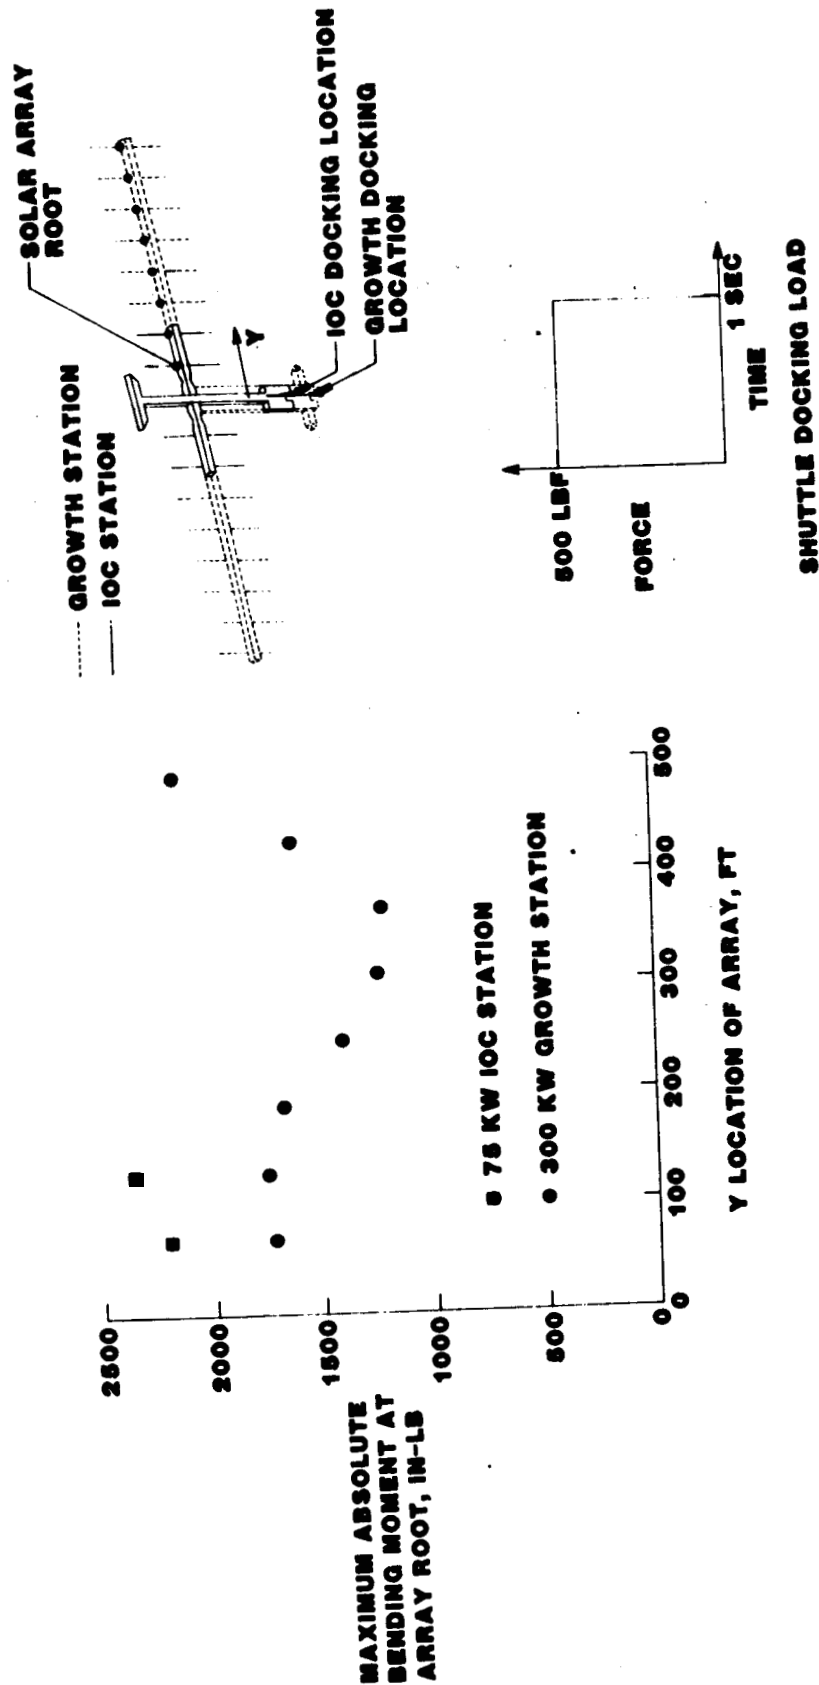 MAXIMUM ABSOLUTE
BENDING MOMENT AT
ARRAY ROOT, IN-LB
2500
2000
1500
1000
500
0
0
100
200
300
400
500
Y LOCATION OF ARRAY, FT
75 KW IOC STATION
300 KW GROWTH STATION
GROWTH STATION
IOC STATION
SOLAR ARRAY
ROOT
Y
IOC DOCKING LOCATION
GROWTH DOCKING
LOCATION
500 LBF
FORCE
TIME
1 SEC
SHUTTLE DOCKING LOAD